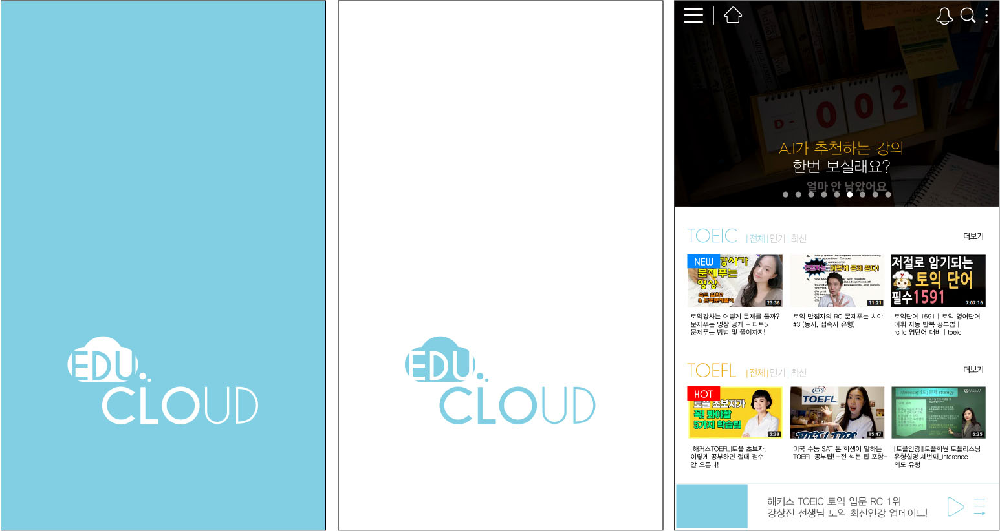 EDU.
CLOUD
EDU.
CLOUD
D-002
A.I가 추천하는 강의
한번 보실래요?
얼마 안 남았어요
TOEIC |전체|인기|최신 더보기
NEW
강사가
문제푸는
영상
속도 실화?
23:36
3. Many game developers ------- withdrawing
만점자는 이렇게 문제 푼다!
4.
11:21
저절로 암기되는
토익 단어
필수1591
7:07:16
토익강사는 어떻게 문제를 풀까?
문제푸는 영상 공개 + 파트5
문제푸는 방법 및 풀이까지!
토익 만점자의 RC 문제푸는 시야
#3 (동사, 접속사 유형)
토익단어 1591 | 토익 영어단어
어휘 자동 반복 공부법 |
rc lc 영단어 대비 | toeic
TOEFL |전체|인기|최신 더보기
HOT
토플 초보자가
꼭! 봐야할
5가지 학습팁
5:38
ETS
TOEFL
15:47
Inference(의도) 문제 strategy
6:25
[해커스TOEFL]토플 초보자,
이렇게 공부하면 절대 점수
안 오른다!
미국 수능 SAT 본 학생이 말하는
TOEFL 공부팁! -전 섹션 팁 포함-
[토플인강][토플학원]토플리스닝
유형설명 세번째_Inference
의도 유형
해커스 TOEIC 토익 입문 RC 1위
강상진 선생님 토익 최신인강 업데이트!